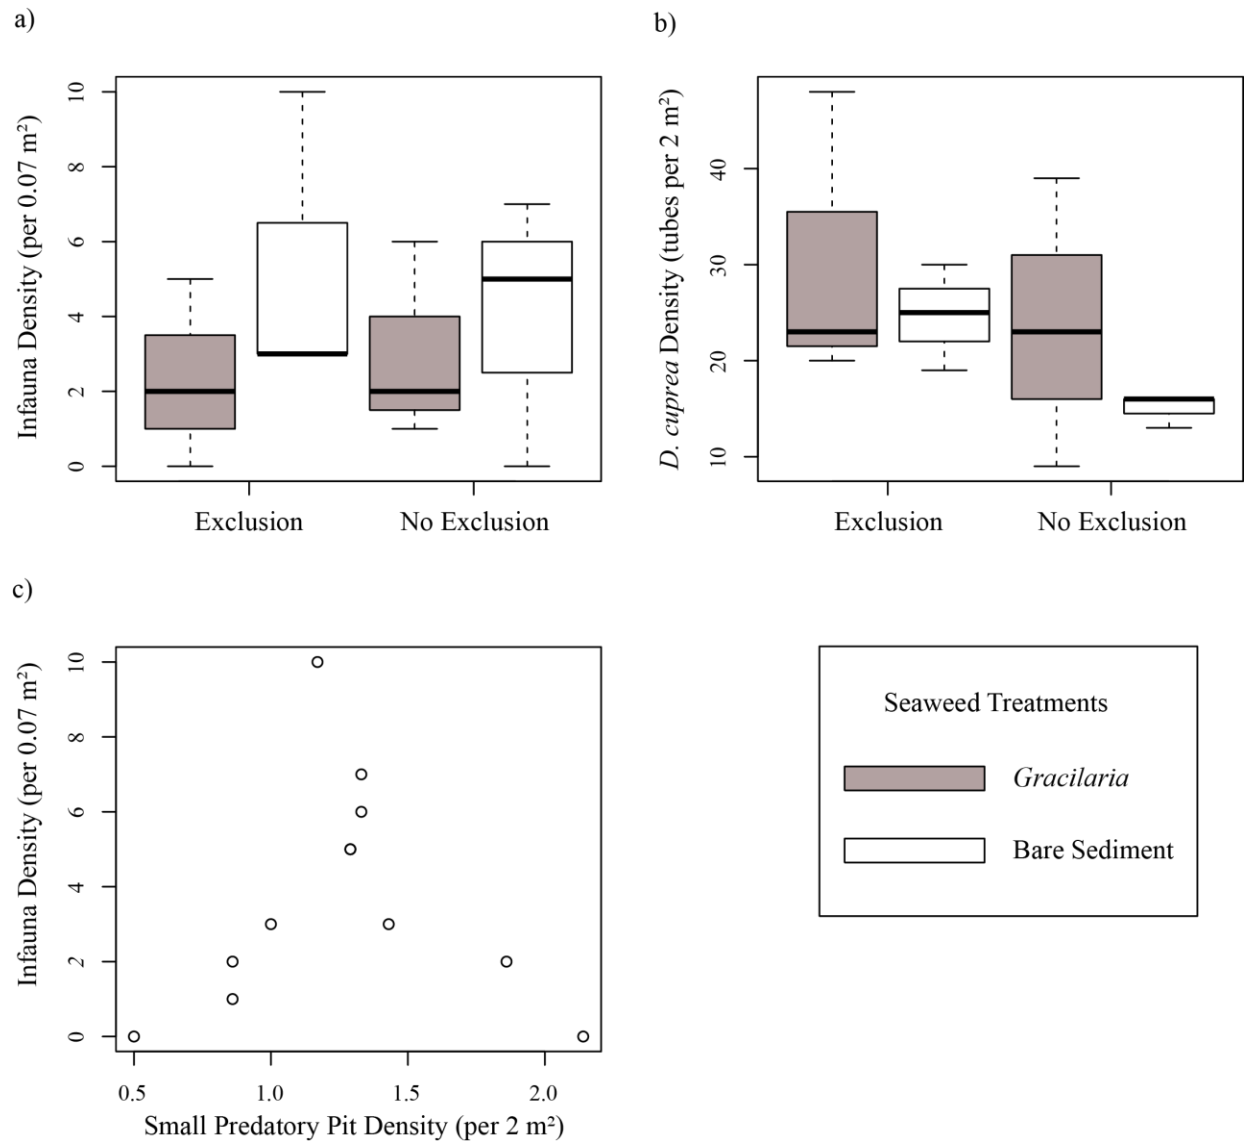 a)
Infauna Density (per 0.07 m²)
10
8
6
4
2
0
Exclusion
No Exclusion
b)
D. cuprea Density (tubes per 2 m²)
40
30
20
10
Exclusion
No Exclusion
c)
Infauna Density (per 0.07 m²)
10
8
6
4
2
0
0.5 1.0 1.5 2.0
Small Predatory Pit Density (per 2 m²)
Seaweed Treatments
Gracilaria
Bare Sediment